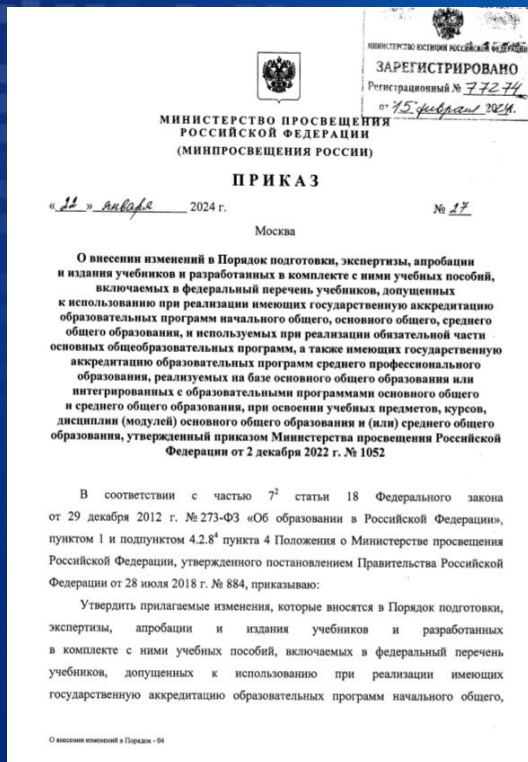 МИНИСТЕРСТВО ЮСТИЦИИ РОССИЙСКОЙ ФЕДЕРАЦИИ
ЗАРЕГИСТРИРОВАНО
Регистрационный № 77274
от 15 февраля 2024.
МИНИСТЕРСТВО ПРОСВЕЩЕНИЯ
РОССИЙСКОЙ ФЕДЕРАЦИИ
(МИНПРОСВЕЩЕНИЯ РОССИИ)
ПРИКАЗ
« 22 » января 2024 г. № 27
Москва
О внесении изменений в Порядок подготовки, экспертизы, апробации
и издания учебников и разработанных в комплекте с ними учебных пособий,
включаемых в федеральный перечень учебников, допущенных
к использованию при реализации имеющих государственную аккредитацию
образовательных программ начального общего, основного общего, среднего
общего образования, и используемых при реализации обязательной части
основных общеобразовательных программ, а также имеющих государственную
аккредитацию образовательных программ среднего профессионального
образования, реализуемых на базе основного общего образования или
интегрированных с образовательными программами основного общего
и среднего общего образования, при освоении учебных предметов, курсов,
дисциплин (модулей) основного общего образования и (или) среднего общего
образования, утвержденный приказом Министерства просвещения Российской
Федерации от 2 декабря 2022 г. № 1052
В соответствии с частью 7² статьи 18 Федерального закона
от 29 декабря 2012 г. № 273-ФЗ «Об образовании в Российской Федерации»,
пунктом 1 и подпунктом 4.2.8⁴ пункта 4 Положения о Министерстве просвещения
Российской Федерации, утвержденного постановлением Правительства Российской
Федерации от 28 июля 2018 г. № 884, приказываю:
Утвердить прилагаемые изменения, которые вносятся в Порядок подготовки,
экспертизы, апробации и издания учебников и разработанных
в комплекте с ними учебных пособий, включаемых в федеральный перечень
учебников, допущенных к использованию при реализации имеющих
государственную аккредитацию образовательных программ начального общего,
О внесении изменений в Порядок - 04